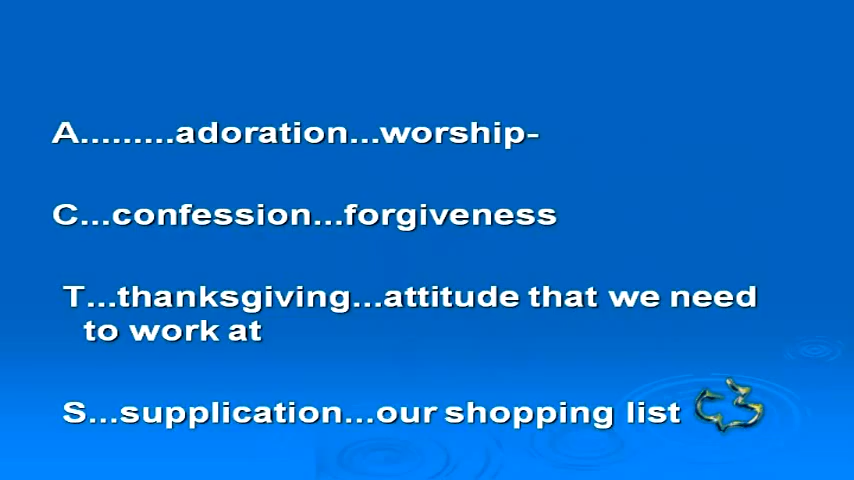 A.........adoration...worship-
C...confession...forgiveness
T...thanksgiving...attitude that we need
to work at
S...supplication...our shopping list